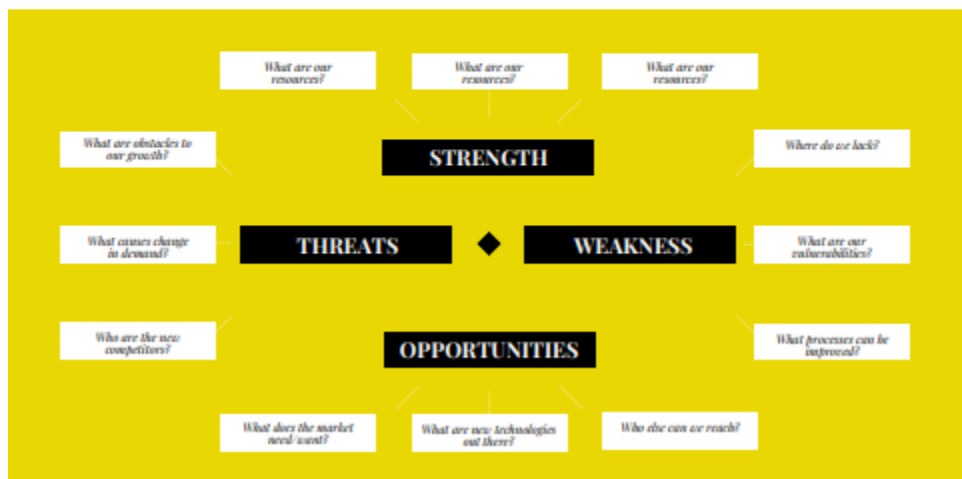 What are our
resources?
What are our
resources?
What are our
resources?
STRENGTH
What are obstacles to
our growth?
Where do we lack?
What causes change
in demand?
THREATS
WEAKNESS
What are our
vulnerabilities?
Who are the new
competitors?
OPPORTUNITIES
What processes can be
improved?
What does the market
need/want?
What are new technologies
out there?
Who else can we reach?